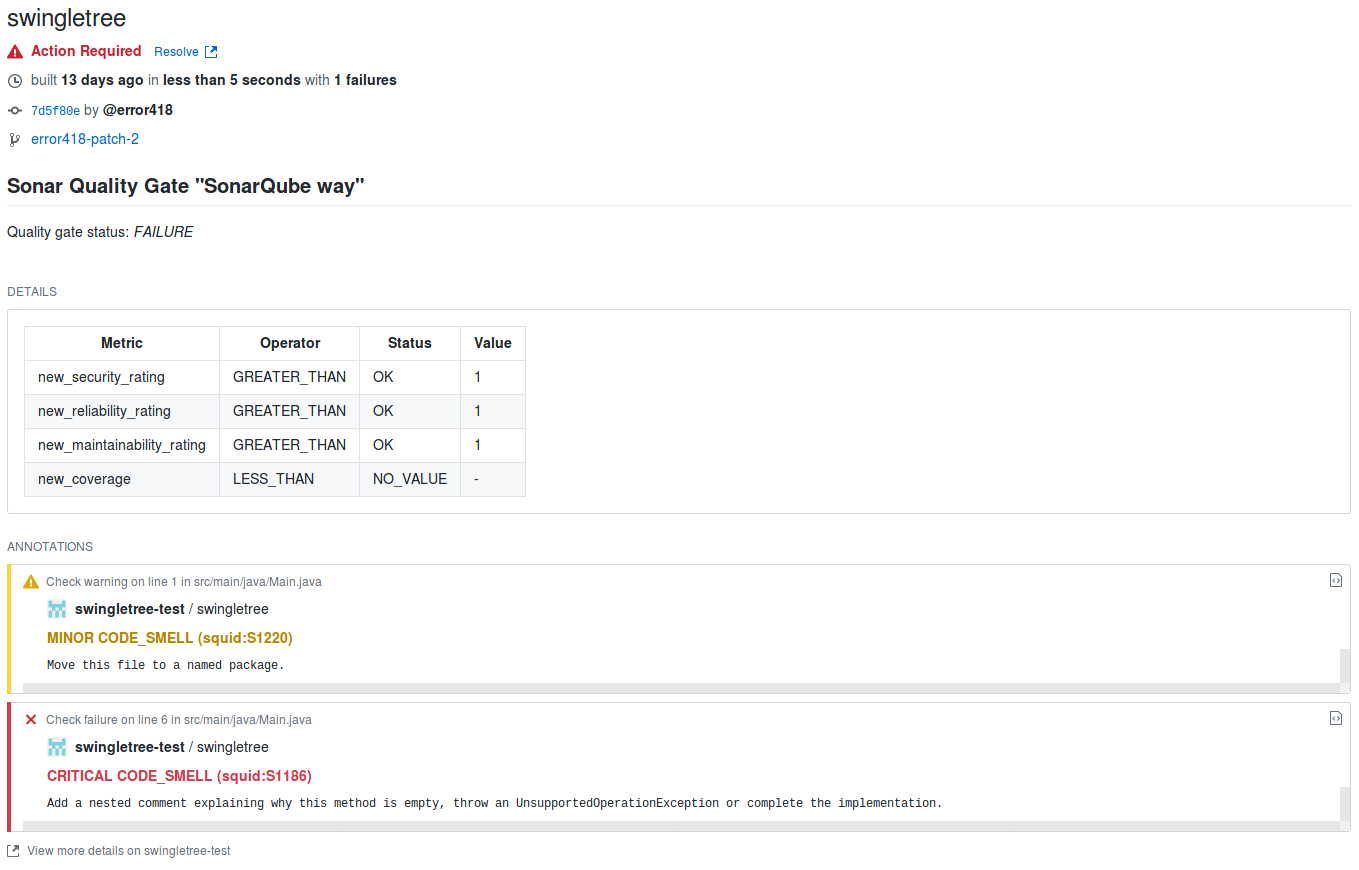 swingletree
Action Required Resolve
built 13 days ago in less than 5 seconds with 1 failures
7d5f80e by @error418
error418-patch-2
Sonar Quality Gate "SonarQube way"
Quality gate status: FAILURE
DETAILS
Metric Operator Status Value
new_security_rating GREATER_THAN OK 1
new_reliability_rating GREATER_THAN OK 1
new_maintainability_rating GREATER_THAN OK 1
new_coverage LESS_THAN NO_VALUE -
ANNOTATIONS
Check warning on line 1 in src/main/java/Main.java
swingletree-test / swingletree
MINOR CODE_SMELL (squid:S1220)
Move this file to a named package.
Check failure on line 6 in src/main/java/Main.java
swingletree-test / swingletree
CRITICAL CODE_SMELL (squid:S1186)
Add a nested comment explaining why this method is empty, throw an UnsupportedOperationException or complete the implementation.
View more details on swingletree-test